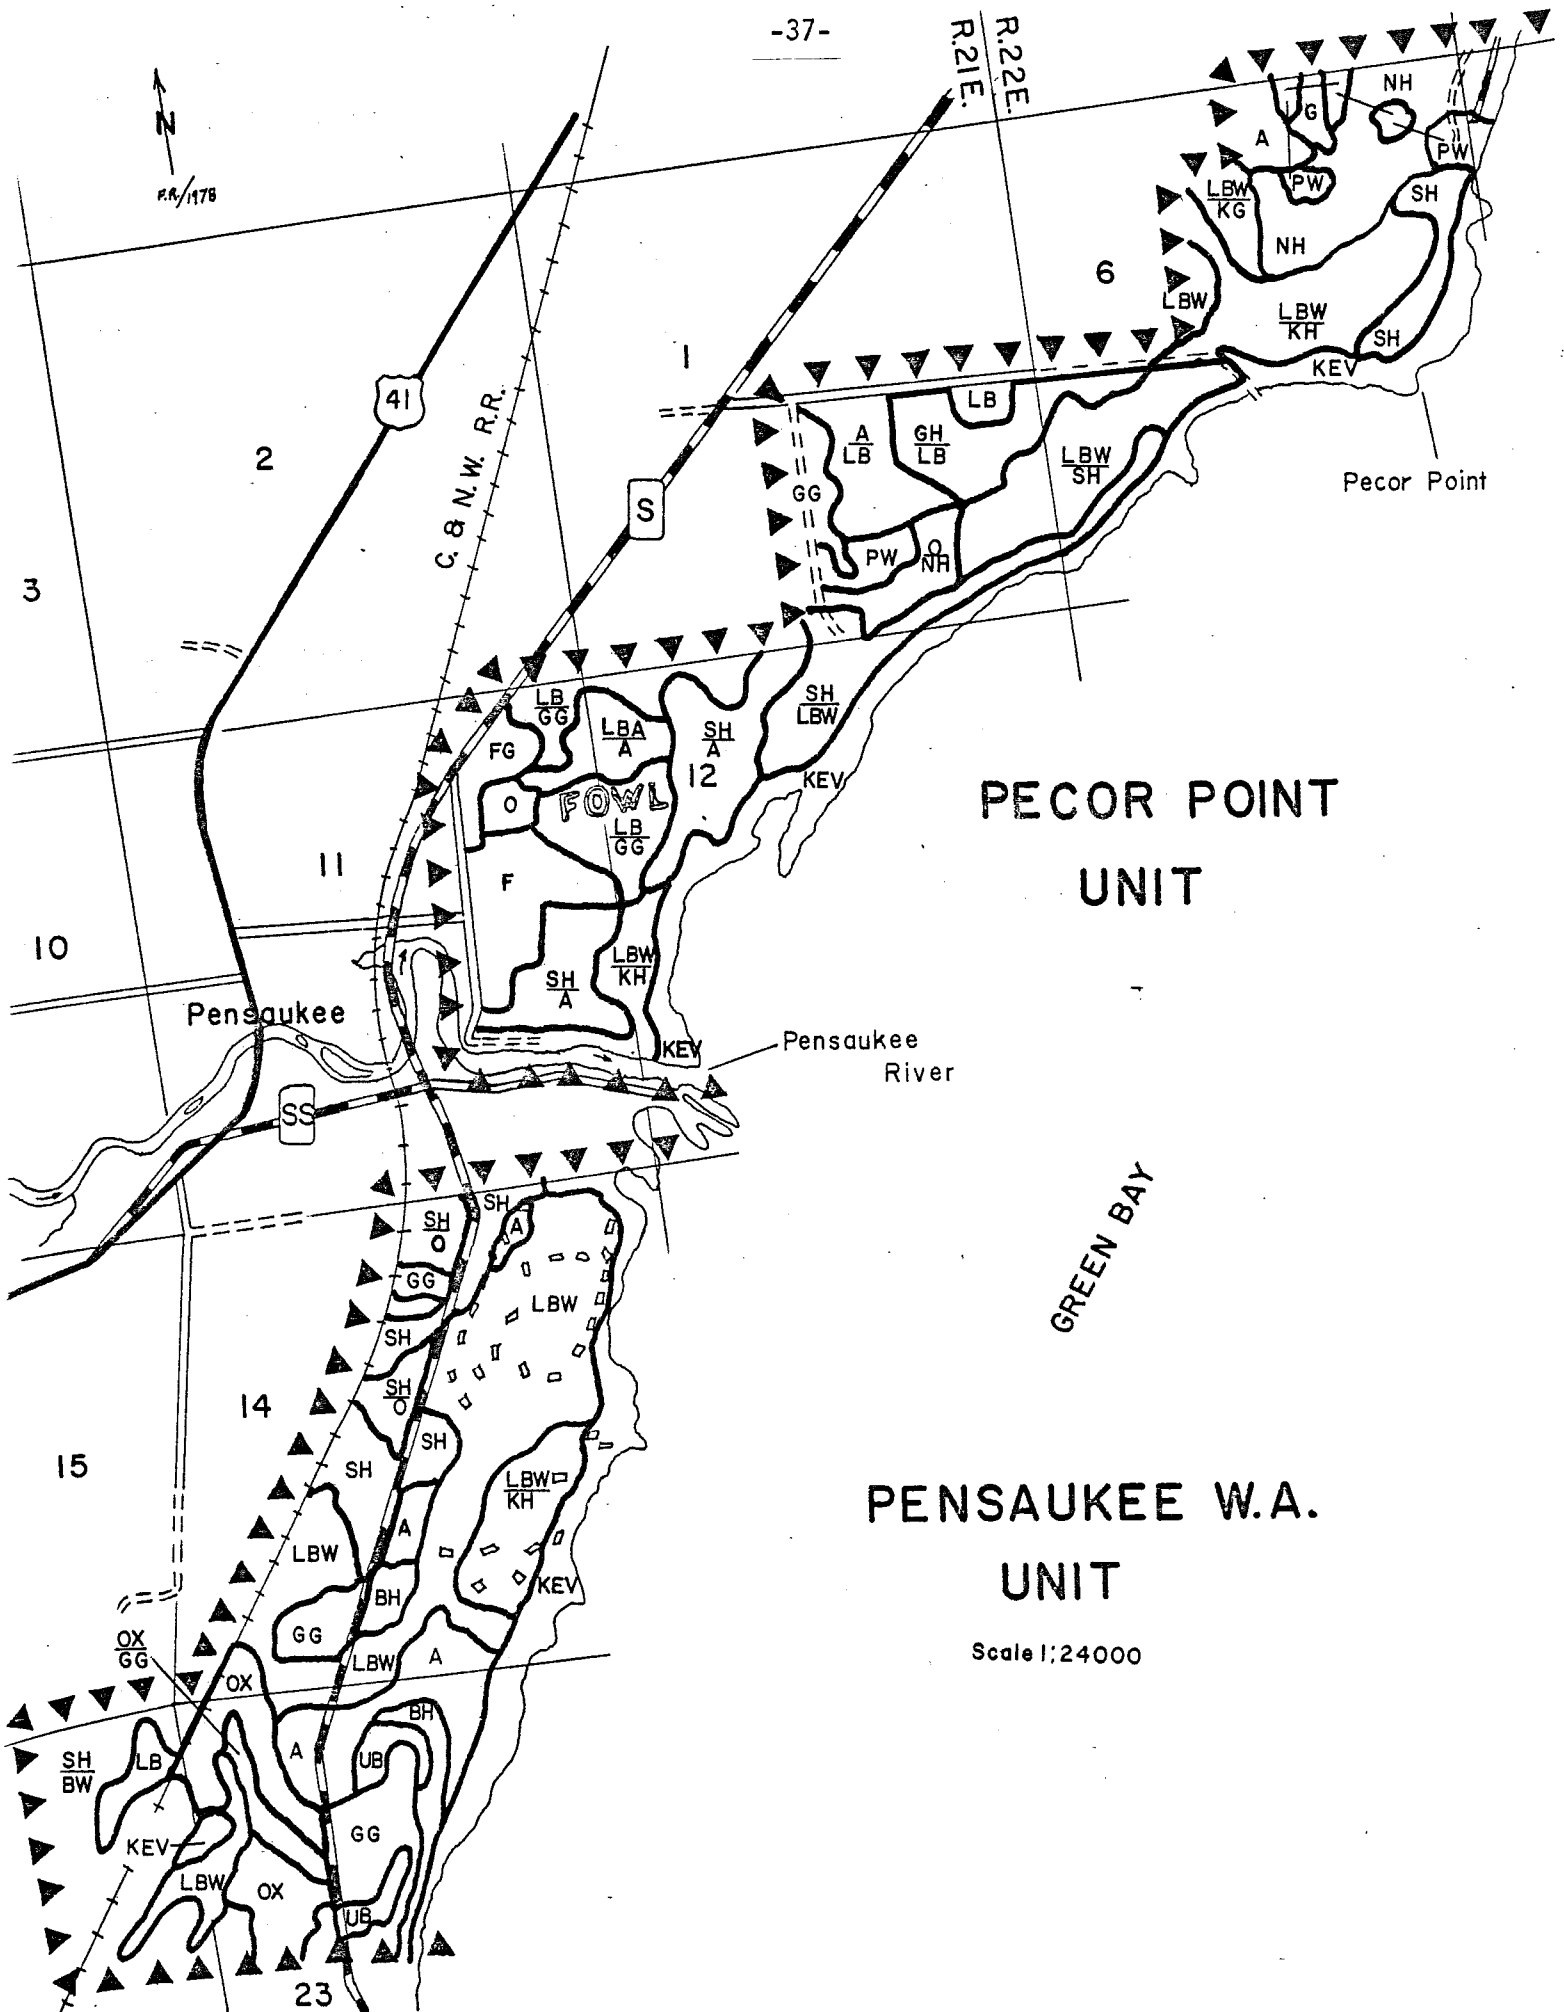 -37-
R.21E.
R.22E.
N
F.R./1978
NH
G
A
PW
PW
LBW
KG
SH
NH
6
LBW
LBW
KH
SH
KEV
1
41
LB
A
LB
GH
LB
LBW
SH
2
C. & N.W. R.R.
GG
Pecor Point
S
PW
O
NH
3
LB
GG
SH
LBW
LBA
A
SH
A
FG
12
KEV
O
FOWL
LB
GG
PECOR POINT
UNIT
11
F
10
LBW
KH
SH
A
Pensaukee
KEV
Pensaukee
River
SS
SH
SH
O
A
GG
GREEN BAY
LBW
SH
SH
O
14
SH
15
SH
LBW
KH
PENSAUKEE W.A.
UNIT
Scale 1:24000
A
LBW
BH
KEV
GG
OX
GG
LBW
A
OX
BH
SH
BW
LB
A
UB
GG
KEV
LBW
OX
UB
23